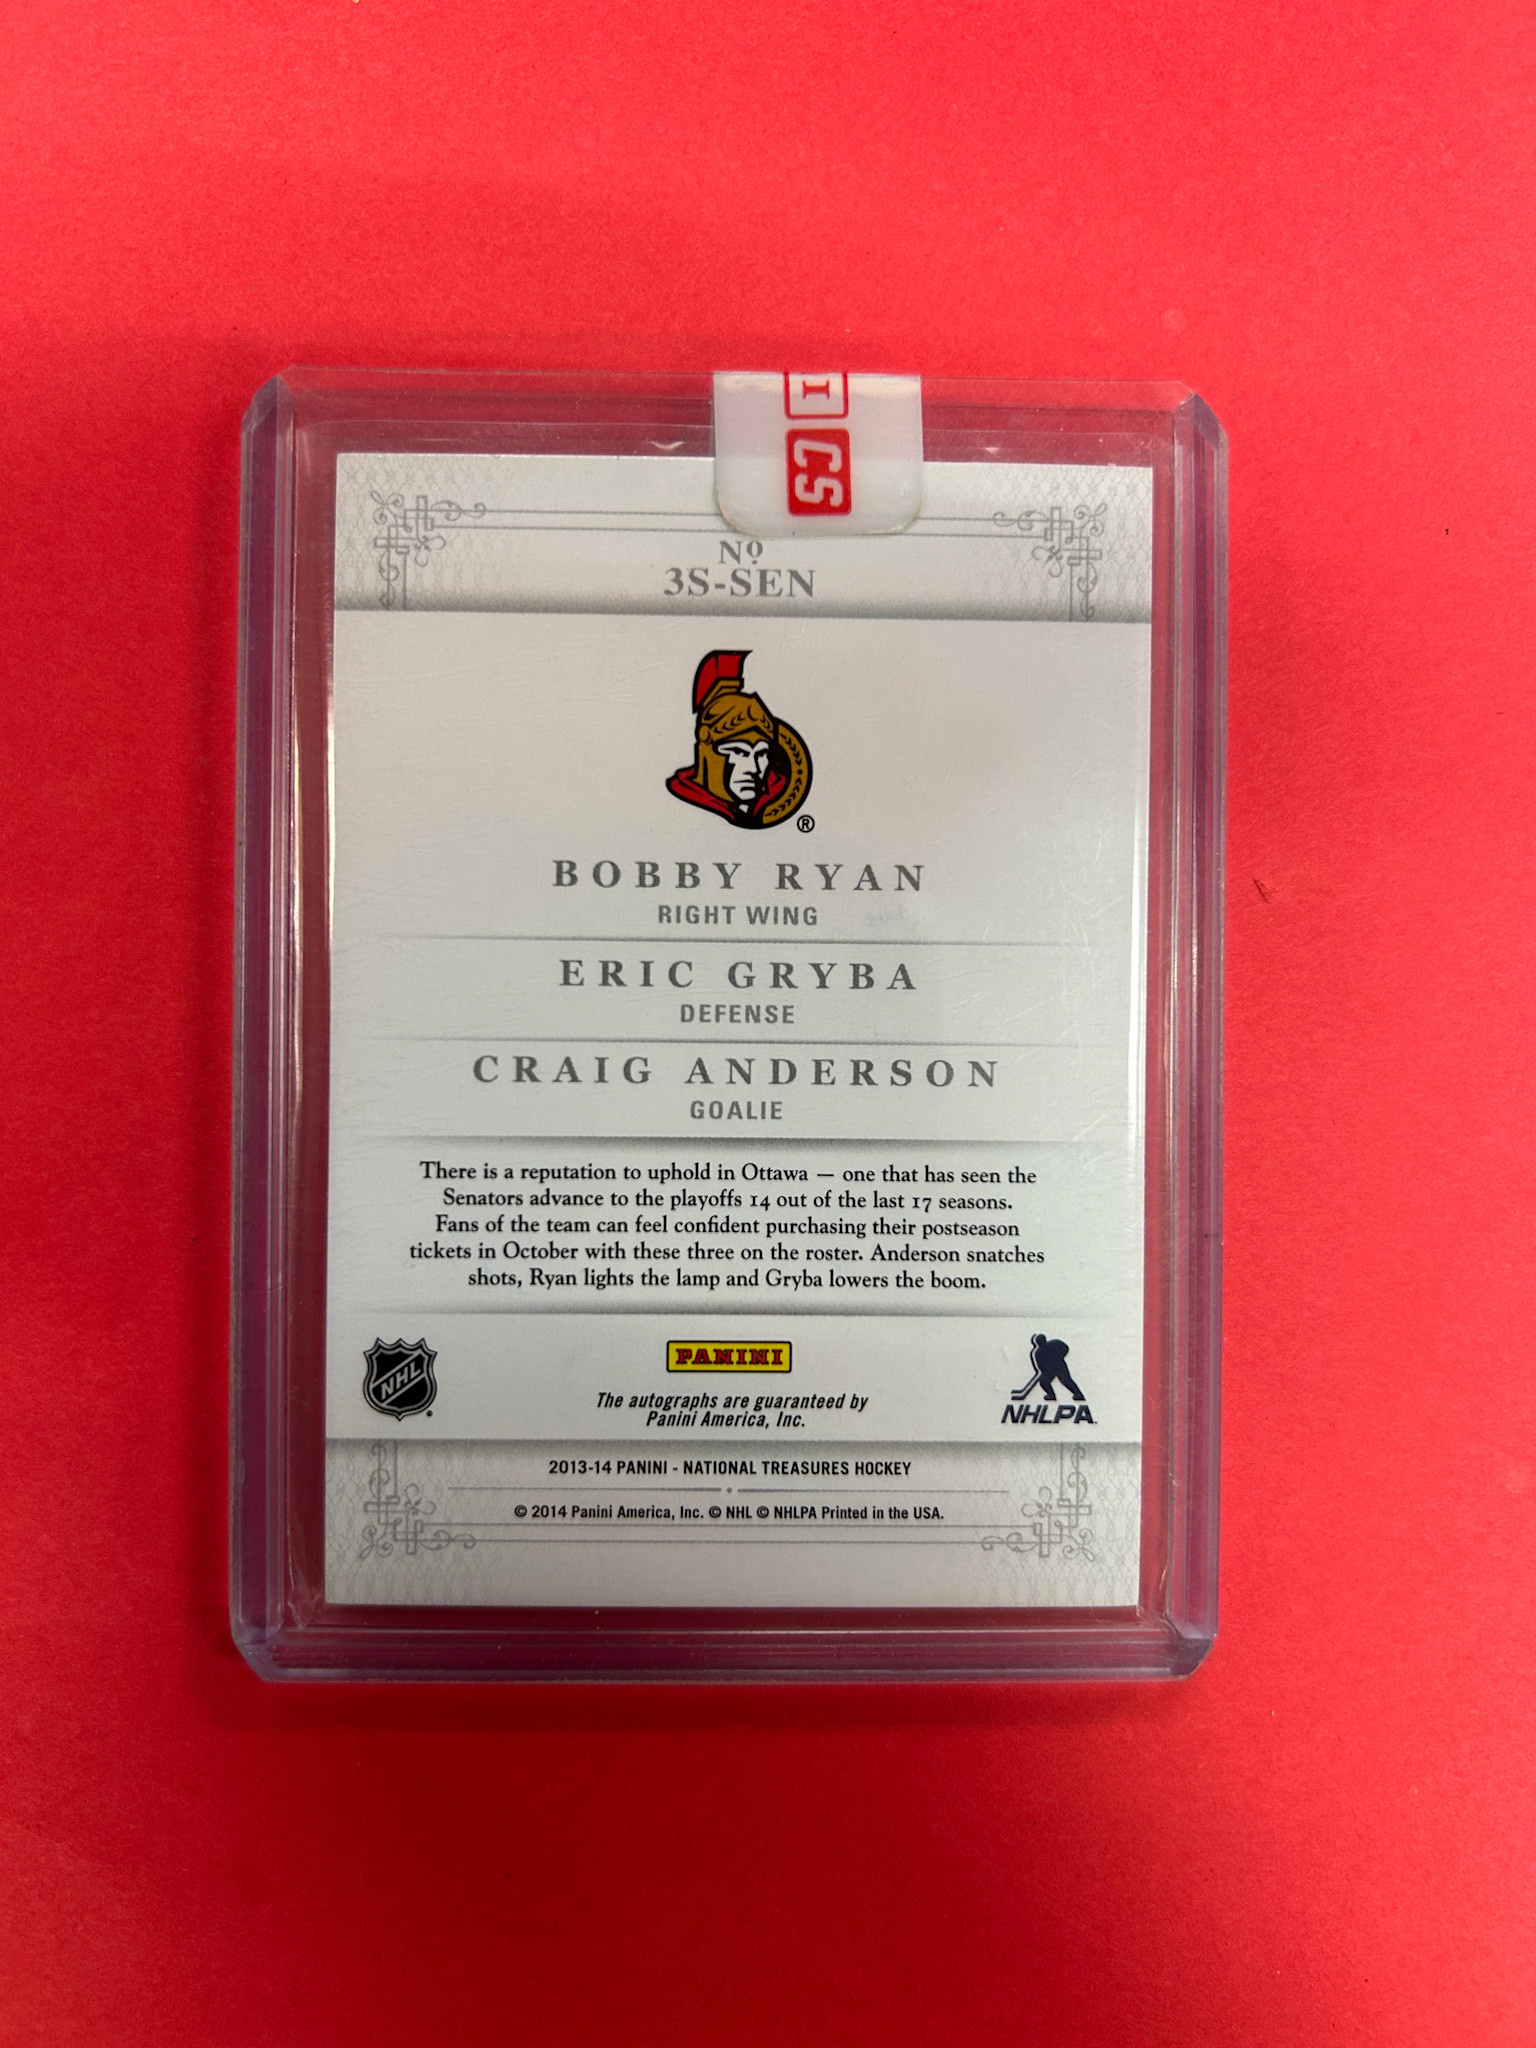 I
CS
Nº
3S-SEN
®
BOBBY RYAN
RIGHT WING
ERIC GRYBA
DEFENSE
CRAIG ANDERSON
GOALIE
There is a reputation to uphold in Ottawa — one that has seen the
Senators advance to the playoffs 14 out of the last 17 seasons.
Fans of the team can feel confident purchasing their postseason
tickets in October with these three on the roster. Anderson snatches
shots, Ryan lights the lamp and Gryba lowers the boom.
NHL
PANINI
The autographs are guaranteed by
Panini America, Inc.
NHLPA
2013-14 PANINI - NATIONAL TREASURES HOCKEY
© 2014 Panini America, Inc. © NHL © NHLPA Printed in the USA.